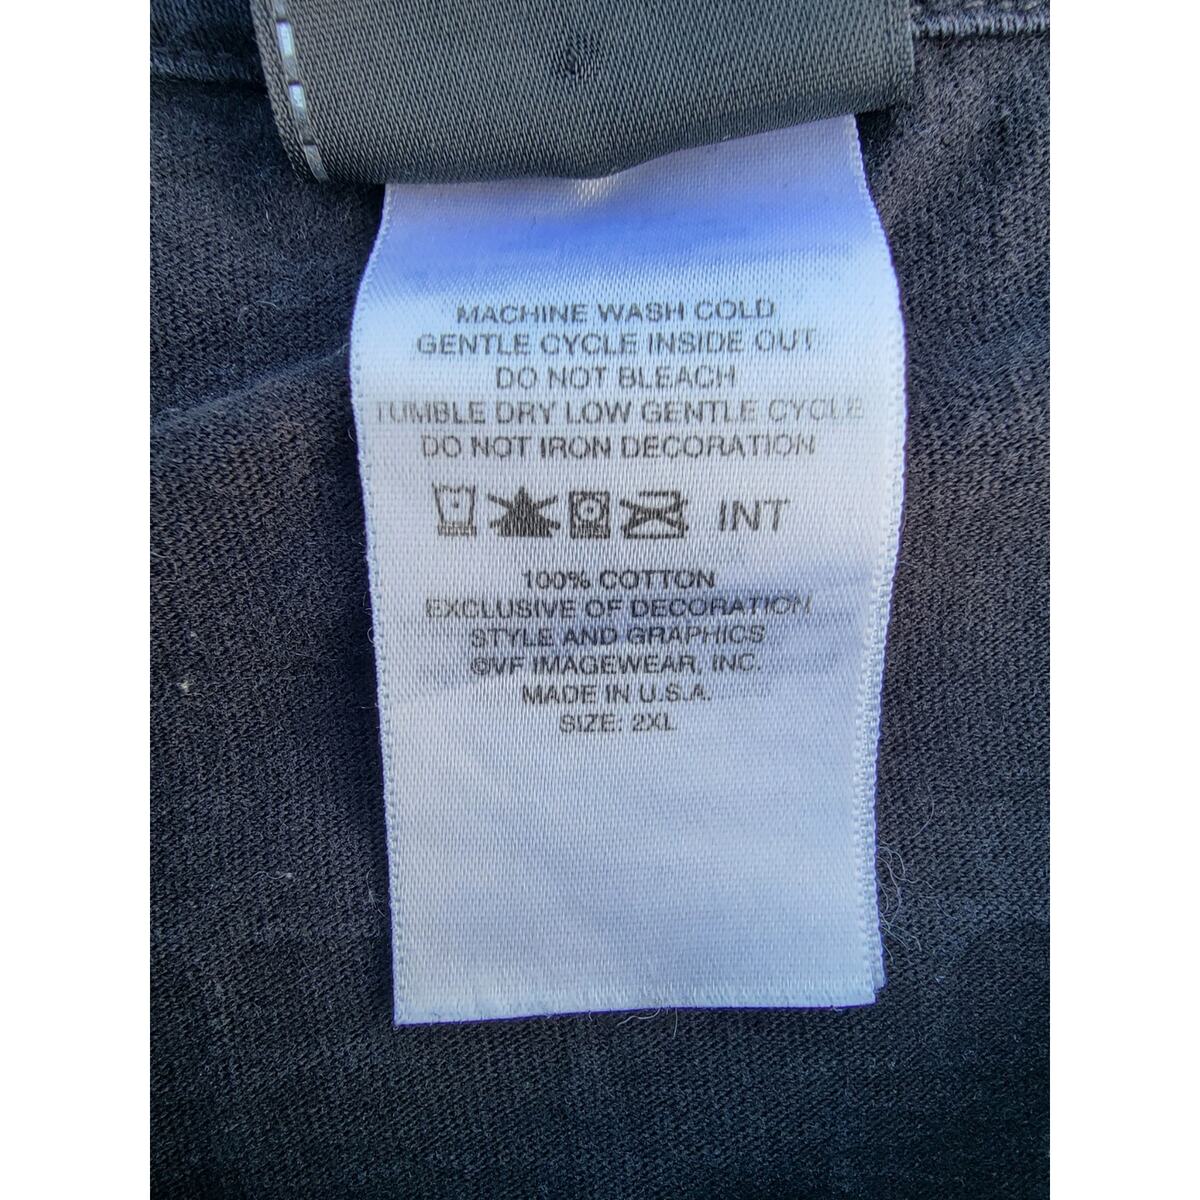 MACHINE WASH COLD
GENTLE CYCLE INSIDE OUT
DO NOT BLEACH
TUMBLE DRY LOW GENTLE CYCLE
DO NOT IRON DECORATION
INT
100% COTTON
EXCLUSIVE OF DECORATION
STYLE AND GRAPHICS
©VF IMAGEWEAR, INC.
MADE IN U.S.A.
SIZE: 2XL